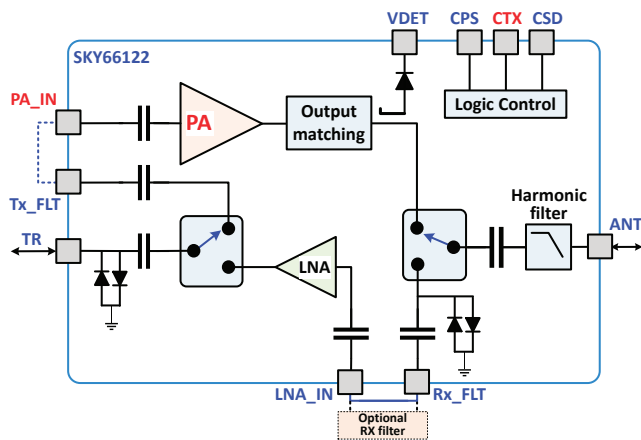 VDET
CPS
CTX
CSD
SKY66122
PA_IN
PA
Output
matching
Logic Control
Tx_FLT
TR
Harmonic
filter
ANT
LNA
LNA_IN
Rx_FLT
Optional
RX filter